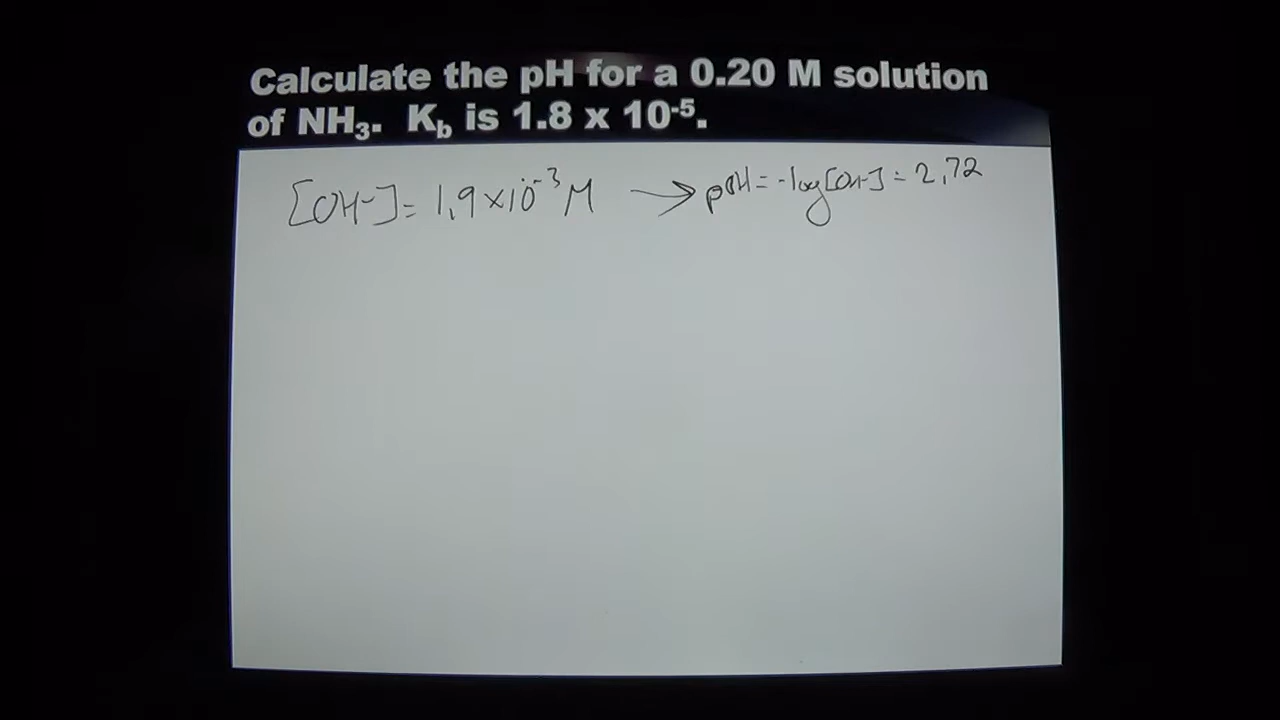 Calculate the pH for a 0.20 M solution
of NH₃. K_b is 1.8 x 10⁻⁵.
[OH⁻] = 1,9 × 10⁻³ M → pOH = -log[OH⁻] = 2,72